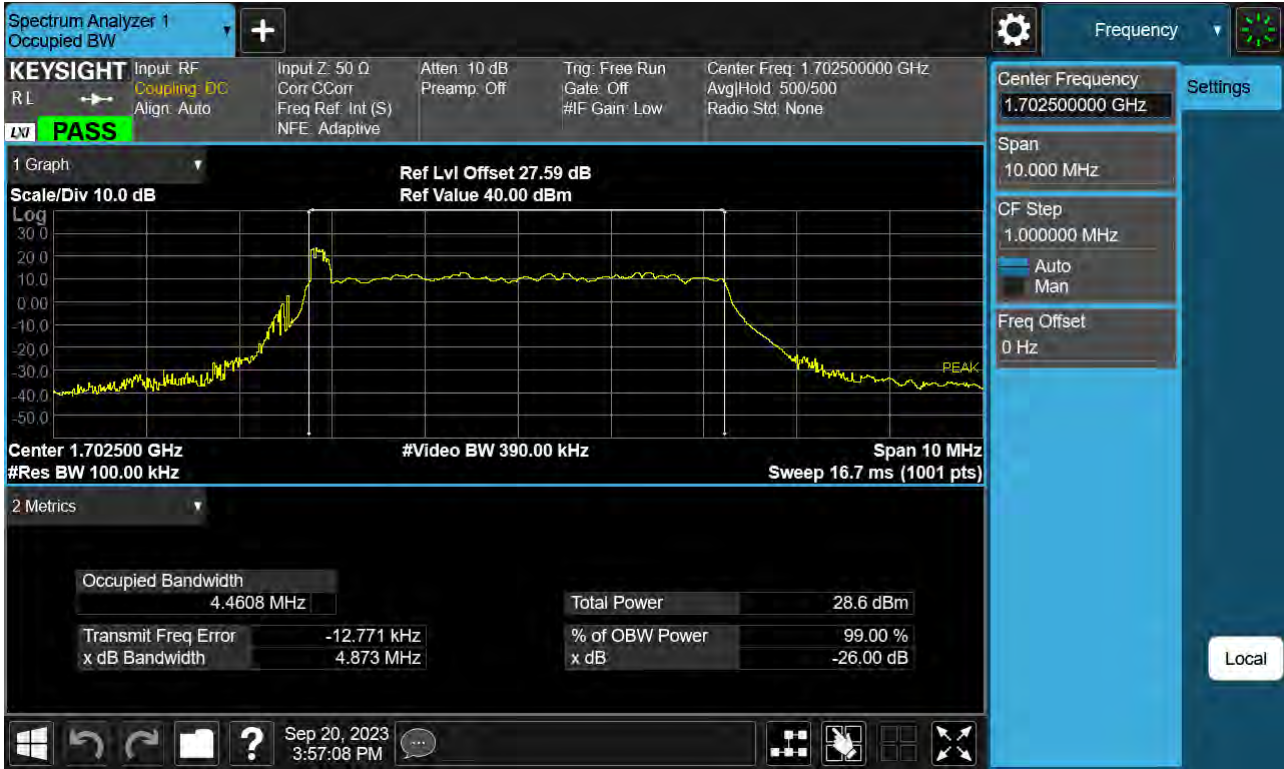 Spectrum Analyzer 1
Occupied BW
Frequency
KEYSIGHT
R L
LXI PASS
Input: RF
Coupling: DC
Align: Auto
Input Z: 50 Ω
Corr CCorr
Freq Ref: Int (S)
NFE: Adaptive
Atten: 10 dB
Preamp: Off
Trig: Free Run
Gate: Off
#IF Gain: Low
Center Freq: 1.702500000 GHz
Avg|Hold: 500/500
Radio Std: None
Center Frequency
1.702500000 GHz
Settings
Span
10.000 MHz
CF Step
1.000000 MHz
Auto
Man
Freq Offset
0 Hz
Local
1 Graph
Scale/Div 10.0 dB
Ref Lvl Offset 27.59 dB
Ref Value 40.00 dBm
Log
30.0
20.0
10.0
0.00
-10.0
-20.0
-30.0
-40.0
-50.0
PEAK
Center 1.702500 GHz
#Video BW 390.00 kHz
Span 10 MHz
#Res BW 100.00 kHz
Sweep 16.7 ms (1001 pts)
2 Metrics
Occupied Bandwidth
4.4608 MHz
Total Power 28.6 dBm
Transmit Freq Error -12.771 kHz
% of OBW Power 99.00 %
x dB Bandwidth 4.873 MHz
x dB -26.00 dB
?
Sep 20, 2023
3:57:08 PM